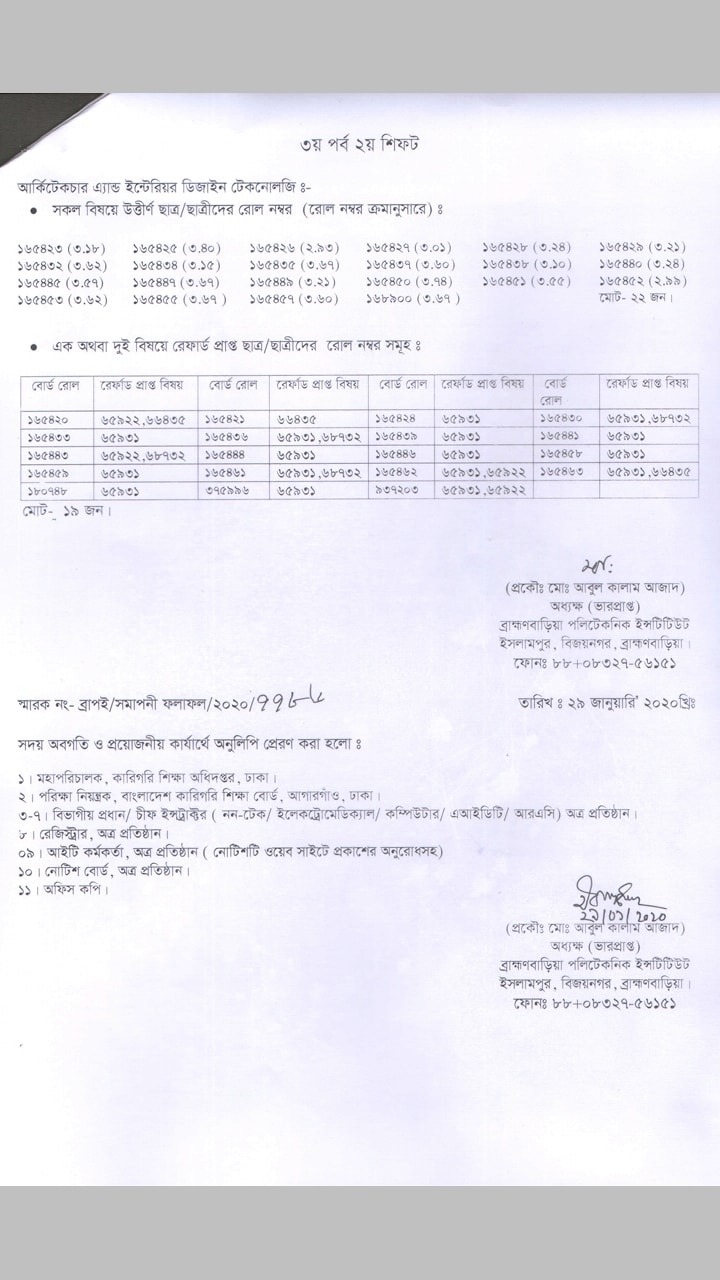 ৩য় পর্ব ২য় শিফট
আর্কিটেকচার এ্যান্ড ইন্টেরিয়র ডিজাইন টেকনোলজি ঃ-
● সকল বিষয়ে উত্তীর্ণ ছাত্র/ছাত্রীদের রোল নম্বর (রোল নম্বর ক্রমানুসারে) ঃ
১৬৫৪২৩ (৩.১৮) ১৬৫৪২৫ (৩.৪০) ১৬৫৪২৬ (২.৯৩) ১৬৫৪২৭ (৩.০১) ১৬৫৪২৮ (৩.২৪) ১৬৫৪২৯ (৩.২১)
১৬৫৪৩২ (৩.৬২) ১৬৫৪৩৪ (৩.১৫) ১৬৫৪৩৫ (৩.৬৭) ১৬৫৪৩৭ (৩.৬০) ১৬৫৪৩৮ (৩.১০) ১৬৫৪৪০ (৩.২৪)
১৬৫৪৪৫ (৩.৫৭) ১৬৫৪৪৭ (৩.৬৭) ১৬৫৪৪৯ (৩.২১) ১৬৫৪৫০ (৩.৭৪) ১৬৫৪৫১ (৩.৫৫) ১৬৫৪৫২ (২.৯৯)
১৬৫৪৫৩ (৩.৬২) ১৬৫৪৫৫ (৩.৬৭ ) ১৬৫৪৫৭ (৩.৬০) ১৬৮৯০০ (৩.৬৭ ) মোট- ২২ জন।
● এক অথবা দুই বিষয়ে রেফার্ড প্রাপ্ত ছাত্র/ছাত্রীদের রোল নম্বর সমূহ ঃ
বোর্ড রোল রেফার্ড প্রাপ্ত বিষয় বোর্ড রোল রেফার্ড প্রাপ্ত বিষয় বোর্ড রোল রেফার্ড প্রাপ্ত বিষয় বোর্ড রোল রেফার্ড প্রাপ্ত বিষয়
১৬৫৪২০ ৬৫৯২২,৬৬৪৩৫ ১৬৫৪২১ ৬৬৪৩৫ ১৬৫৪২৪ ৬৫৯৩১ ১৬৫৪৩০ ৬৫৯৩১,৬৮৭৩২
১৬৫৪৩৩ ৬৫৯৩১ ১৬৫৪৩৬ ৬৫৯৩১,৬৮৭৩২ ১৬৫৪৩৯ ৬৫৯৩১ ১৬৫৪৪১ ৬৫৯৩১
১৬৫৪৪৩ ৬৫৯২২,৬৮৭৩২ ১৬৫৪৪৪ ৬৫৯৩১ ১৬৫৪৪৬ ৬৫৯৩১ ১৬৫৪৫৮ ৬৫৯৩১
১৬৫৪৫৯ ৬৫৯৩১ ১৬৫৪৬১ ৬৫৯৩১,৬৮৭৩২ ১৬৫৪৬২ ৬৫৯৩১,৬৫৯২২ ১৬৫৪৬৩ ৬৫৯৩১,৬৬৪৩৫
১৮০৭৪৮ ৬৫৯৩১ ৩৭৫৯৯৬ ৬৫৯৩১ ৯৩৭২০৩ ৬৫৯৩১,৬৫৯২২
মোট- ১৯ জন।
(প্রকৌঃ মোঃ আবুল কালাম আজাদ)
অধ্যক্ষ (ভারপ্রাপ্ত)
ব্রাহ্মণবাড়িয়া পলিটেকনিক ইন্সটিটিউট
ইসলামপুর, বিজয়নগর, ব্রাহ্মণবাড়িয়া।
ফোনঃ ৮৮+০৮৩২৭-৫৬১৫১
স্মারক নং- ব্রাপই/সমাপনী ফলাফল/২০২০/ তারিখ ঃ ২৯ জানুয়ারি' ২০২০খ্রিঃ
সদয় অবগতি ও প্রয়োজনীয় কার্যার্থে অনুলিপি প্রেরণ করা হলো ঃ
১। মহাপরিচালক, কারিগরি শিক্ষা অধিদপ্তর, ঢাকা।
২। পরিক্ষা নিয়ন্ত্রক, বাংলাদেশ কারিগরি শিক্ষা বোর্ড, আগারগাঁও, ঢাকা।
৩-৭। বিভাগীয় প্রধান/ চীফ ইন্সট্রাক্টর ( নন-টেক/ ইলেকট্রোমেডিক্যাল/ কম্পিউটার/ এআইডিটি/ আরএসি) অত্র প্রতিষ্ঠান।
৮। রেজিস্ট্রার, অত্র প্রতিষ্ঠান।
০৯। আইটি কর্মকর্তা, অত্র প্রতিষ্ঠান ( নোটিশটি ওয়েব সাইটে প্রকাশের অনুরোধসহ)
১০। নোটিশ বোর্ড, অত্র প্রতিষ্ঠান।
১১। অফিস কপি।
২৯/০১/২০২০
(প্রকৌঃ মোঃ আবুল কালাম আজাদ)
অধ্যক্ষ (ভারপ্রাপ্ত)
ব্রাহ্মণবাড়িয়া পলিটেকনিক ইন্সটিটিউট
ইসলামপুর, বিজয়নগর, ব্রাহ্মণবাড়িয়া।
ফোনঃ ৮৮+০৮৩২৭-৫৬১৫১